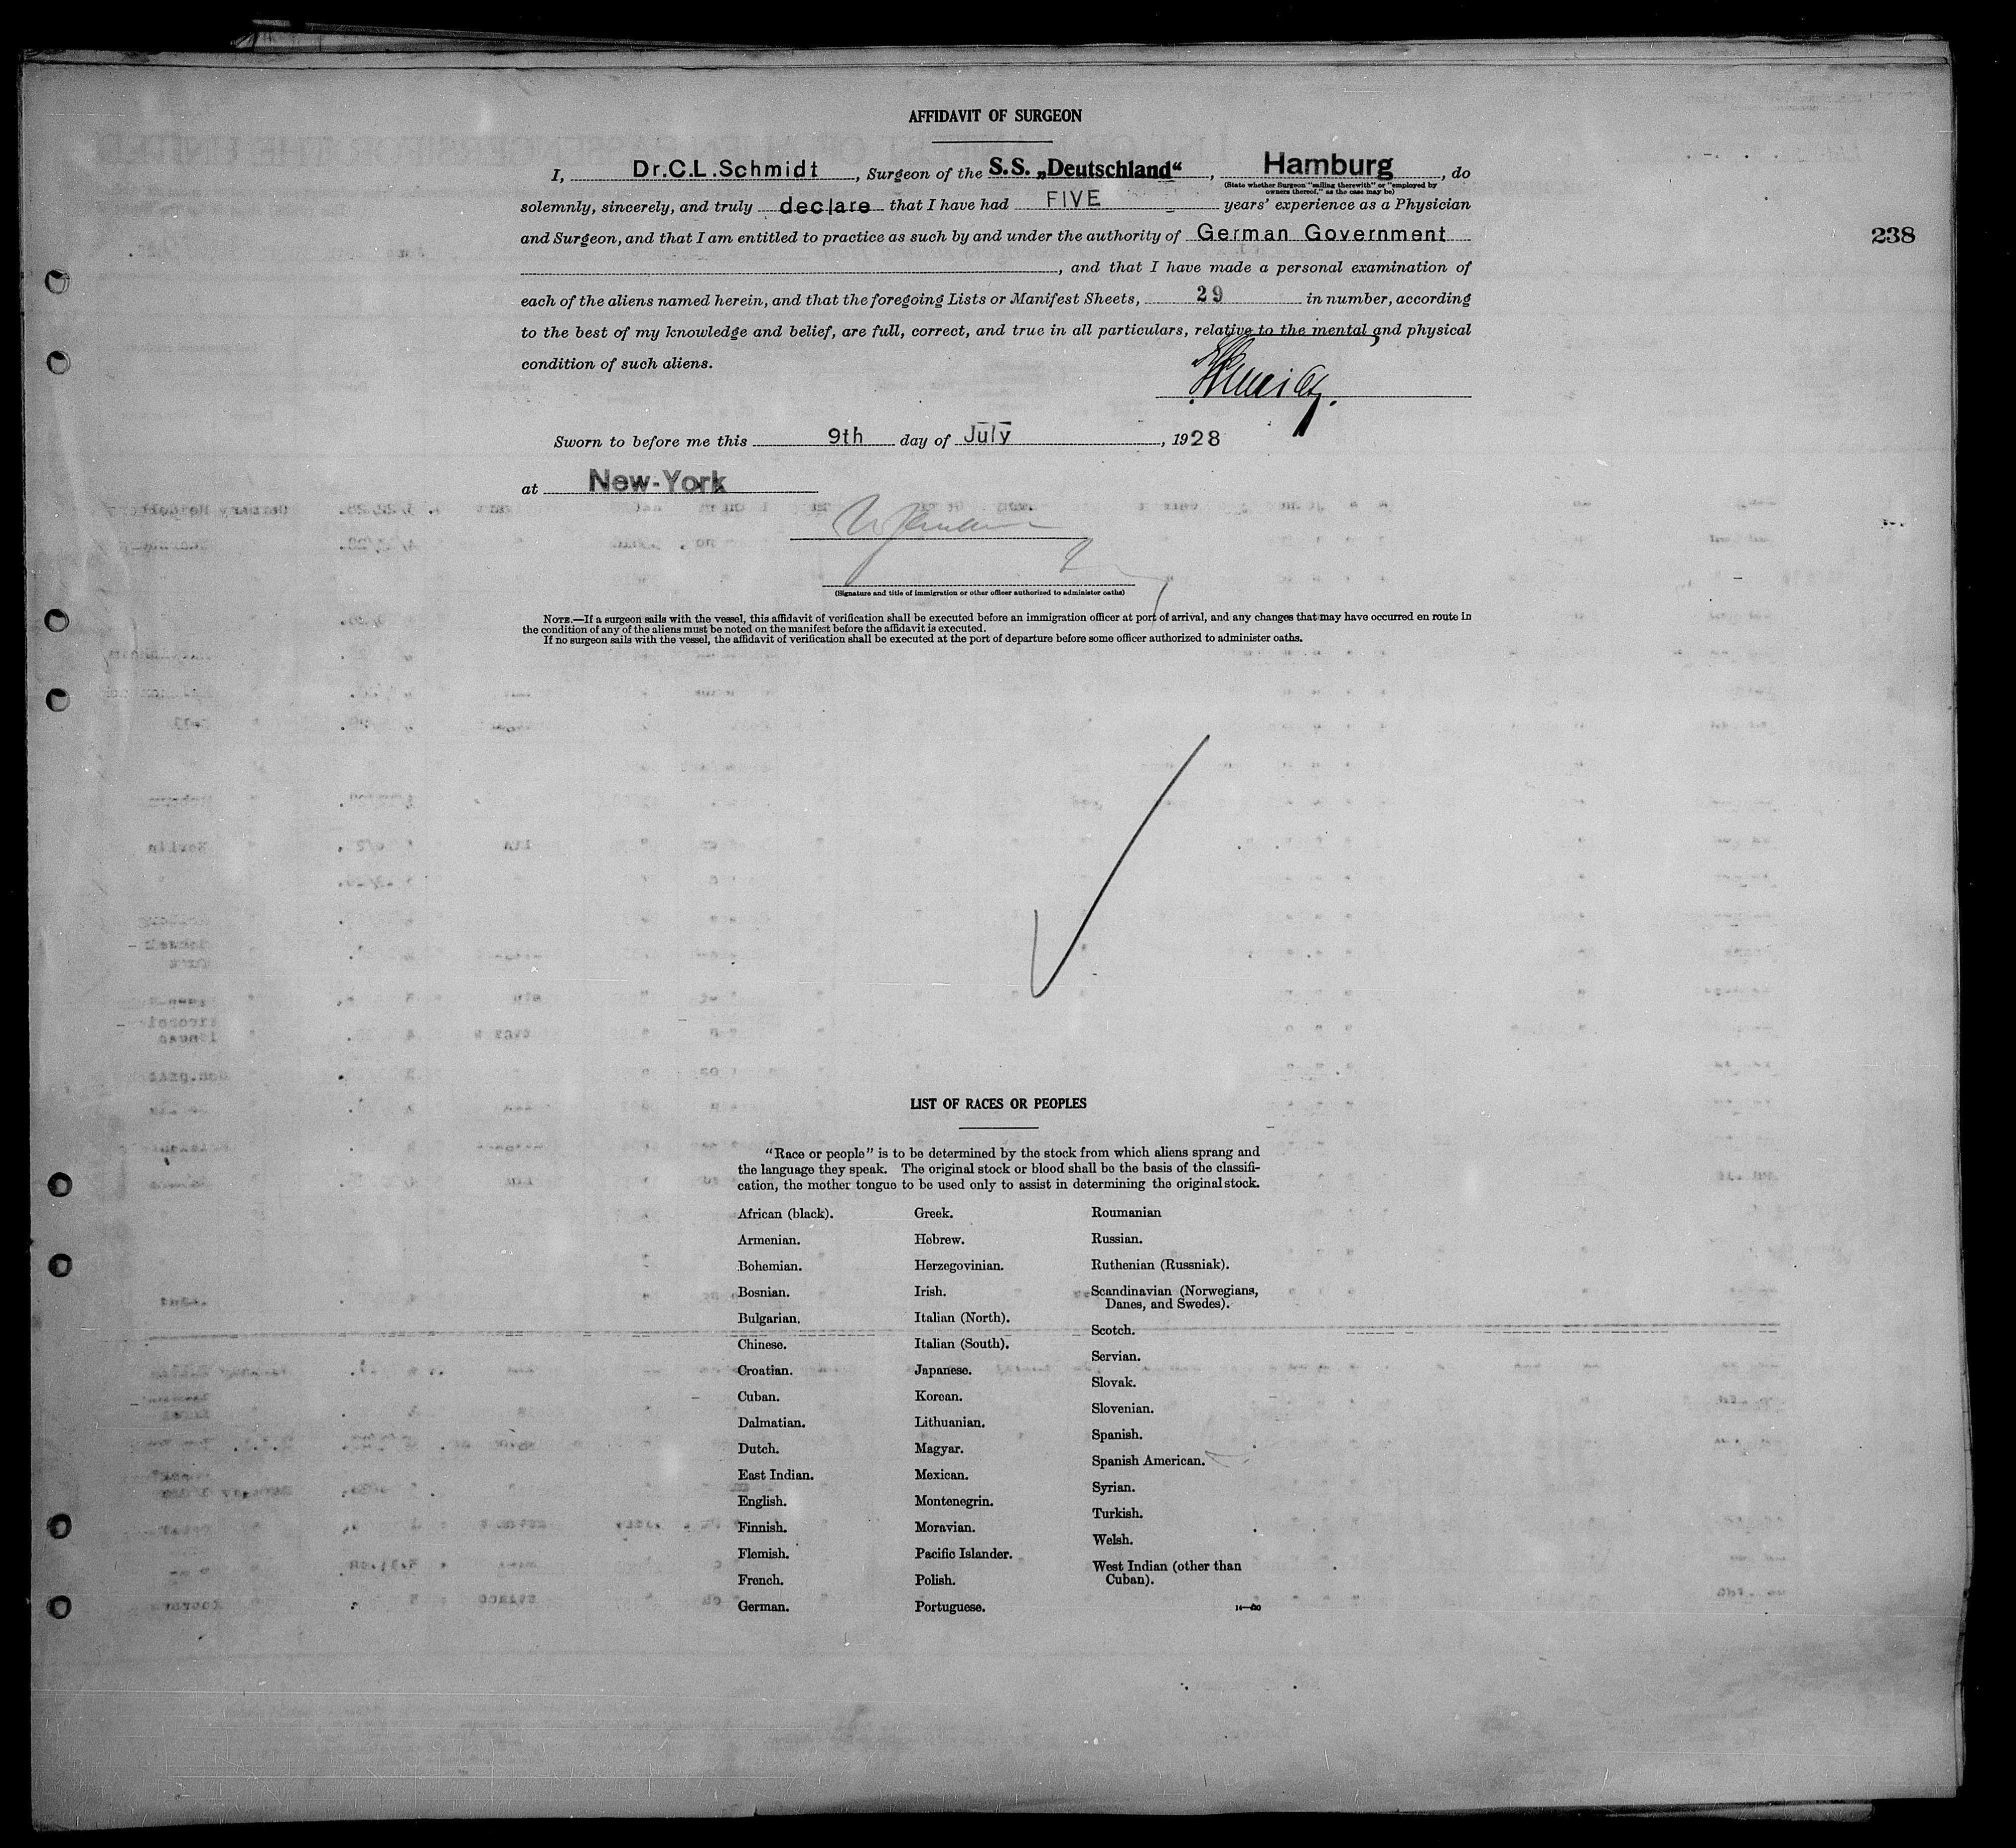 AFFIDAVIT OF SURGEON
I, Dr.C.L.Schmidt, Surgeon of the S.S. „Deutschland“, Hamburg, do
(State whether Surgeon "sailing therewith" or "employed by
owners thereof," as the case may be)
solemnly, sincerely, and truly declare that I have had FIVE years' experience as a Physician
and Surgeon, and that I am entitled to practice as such by and under the authority of German Government
238
, and that I have made a personal examination of
each of the aliens named herein, and that the foregoing Lists or Manifest Sheets, 29 in number, according
to the best of my knowledge and belief, are full, correct, and true in all particulars, relative to the mental and physical
condition of such aliens.
Sworn to before me this 9th day of July, 1928
at New-York
(Signature and title of immigration or other officer authorized to administer oaths)
NOTE.—If a surgeon sails with the vessel, this affidavit of verification shall be executed before an immigration officer at port of arrival, and any changes that may have occurred en route in
the condition of any of the aliens must be noted on the manifest before the affidavit is executed.
If no surgeon sails with the vessel, the affidavit of verification shall be executed at the port of departure before some officer authorized to administer oaths.
LIST OF RACES OR PEOPLES
"Race or people" is to be determined by the stock from which aliens sprang and
the language they speak. The original stock or blood shall be the basis of the classifi-
cation, the mother tongue to be used only to assist in determining the original stock.
African (black).
Armenian.
Bohemian.
Bosnian.
Bulgarian.
Chinese.
Croatian.
Cuban.
Dalmatian.
Dutch.
East Indian.
English.
Finnish.
Flemish.
French.
German.
Greek.
Hebrew.
Herzegovinian.
Irish.
Italian (North).
Italian (South).
Japanese.
Korean.
Lithuanian.
Magyar.
Mexican.
Montenegrin.
Moravian.
Pacific Islander.
Polish.
Portuguese.
Roumanian
Russian.
Ruthenian (Russniak).
Scandinavian (Norwegians,
Danes, and Swedes).
Scotch.
Servian.
Slovak.
Slovenian.
Spanish.
Spanish American.
Syrian.
Turkish.
Welsh.
West Indian (other than
Cuban).